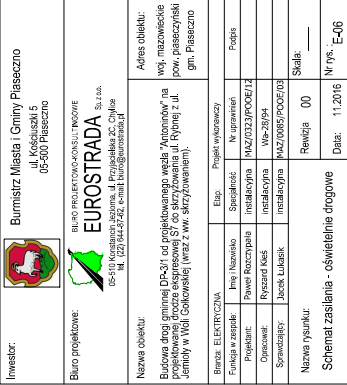 Inwestor:
Burmistrz Miasta i Gminy Piaseczno
ul. Kościuszki 5
05-500 Piaseczno
Biuro projektowe:
BIURO PROJEKTOWO-KONSULTINGOWE
EUROSTRADA Sp. z o.o.
05-510 Konstancin Jeziorna, ul. Przyjacielska 2C, Chylice
tel. (22) 644-87-62, e-mail: biuro@eurostrada.pl
Nazwa obiektu:
Budowa drogi gminnej DP-3/1 od projektowanego węzła "Antoninów" na
projektowanej drodze ekspresowej S7 do skrzyżowania ul. Rybnej z ul.
Jemioły w Woli Gołkowskiej (wraz z ww. skrzyżowaniem).
Adres obiektu:
woj. mazowieckie
pow. piaseczyński
gm. Piaseczno
Branża: ELEKTRYCZNA
Etap: Projekt wykonawczy
Funkcja w zespole: Imię i Nazwisko Specjalność Nr uprawnień Podpis
Projektant: Paweł Rozczypała instalacyjna MAZ/0323/POOE/12
Opracował: Ryszard Kleś instalacyjna Wa-28/94
Sprawdzający: Jacek Łukasik instalacyjna MAZ/0085/POOE/03
Nazwa rysunku:
Rewizja 00
Skala:
Schemat zasilania - oświetelnie drogowe
Data: 11.2016
Nr rys.: E-06